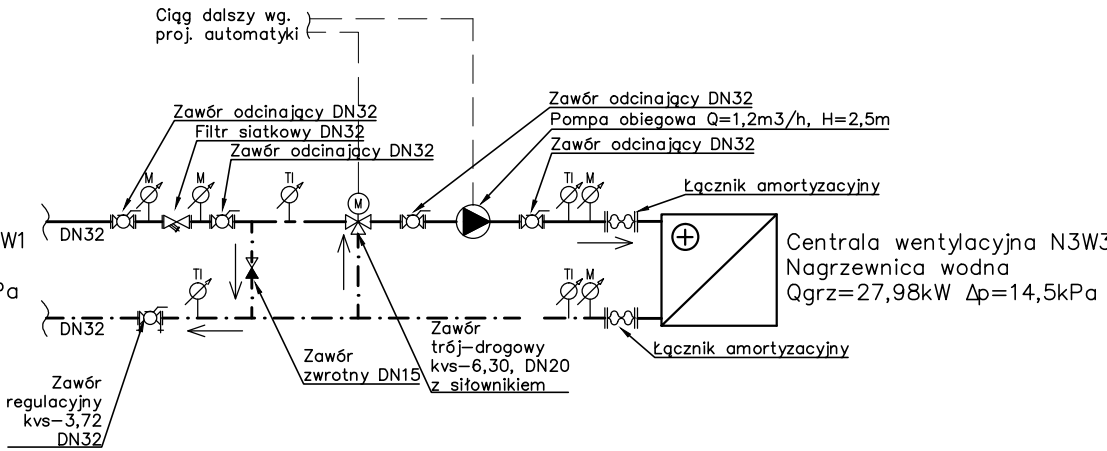 Ciąg dalszy wg.
proj. automatyki
Zawór odcinający DN32
Filtr siatkowy DN32
Zawór odcinający DN32
Zawór odcinający DN32
Pompa obiegowa Q=1,2m3/h, H=2,5m
Zawór odcinający DN32
M
M
TI
M
TI
M
Łącznik amortyzacyjny
W1
DN32
Centrala wentylacyjna N3W3
Nagrzewnica wodna
Qgrz=27,98kW Δp=14,5kPa
Pa
TI
TI
M
DN32
Zawór
zwrotny DN15
Zawór
trój-drogowy
kvs-6,30, DN20
z siłownikiem
Łącznik amortyzacyjny
Zawór
regulacyjny
kvs-3,72
DN32